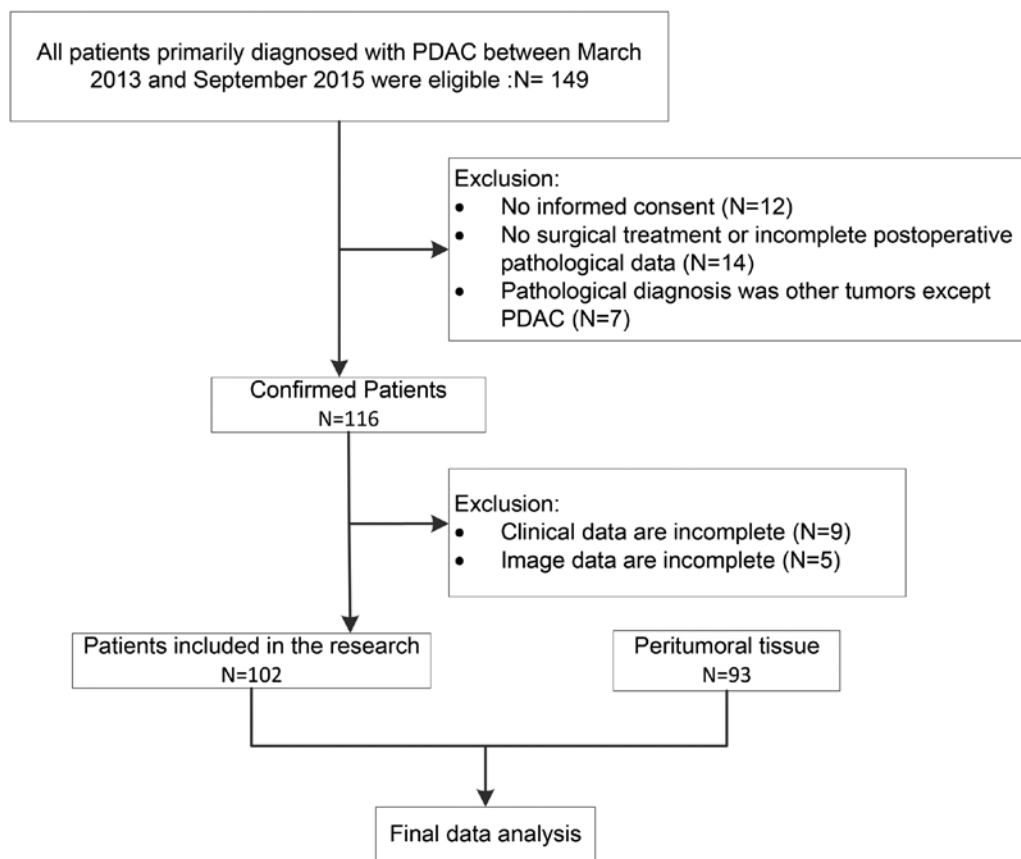 All patients primarily diagnosed with PDAC between March
2013 and September 2015 were eligible :N= 149
Exclusion:
• No informed consent (N=12)
• No surgical treatment or incomplete postoperative
pathological data (N=14)
• Pathological diagnosis was other tumors except
PDAC (N=7)
Confirmed Patients
N=116
Exclusion:
• Clinical data are incomplete (N=9)
• Image data are incomplete (N=5)
Patients included in the research
N=102
Peritumoral tissue
N=93
Final data analysis